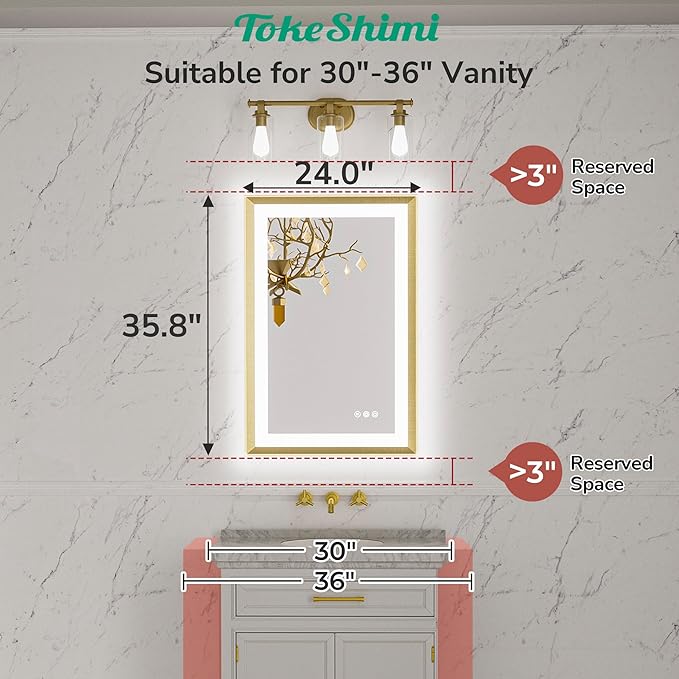 TokeShimi
Suitable for 30"-36" Vanity
24.0"
>3"
Reserved
Space
35.8"
>3"
Reserved
Space
30"
36"